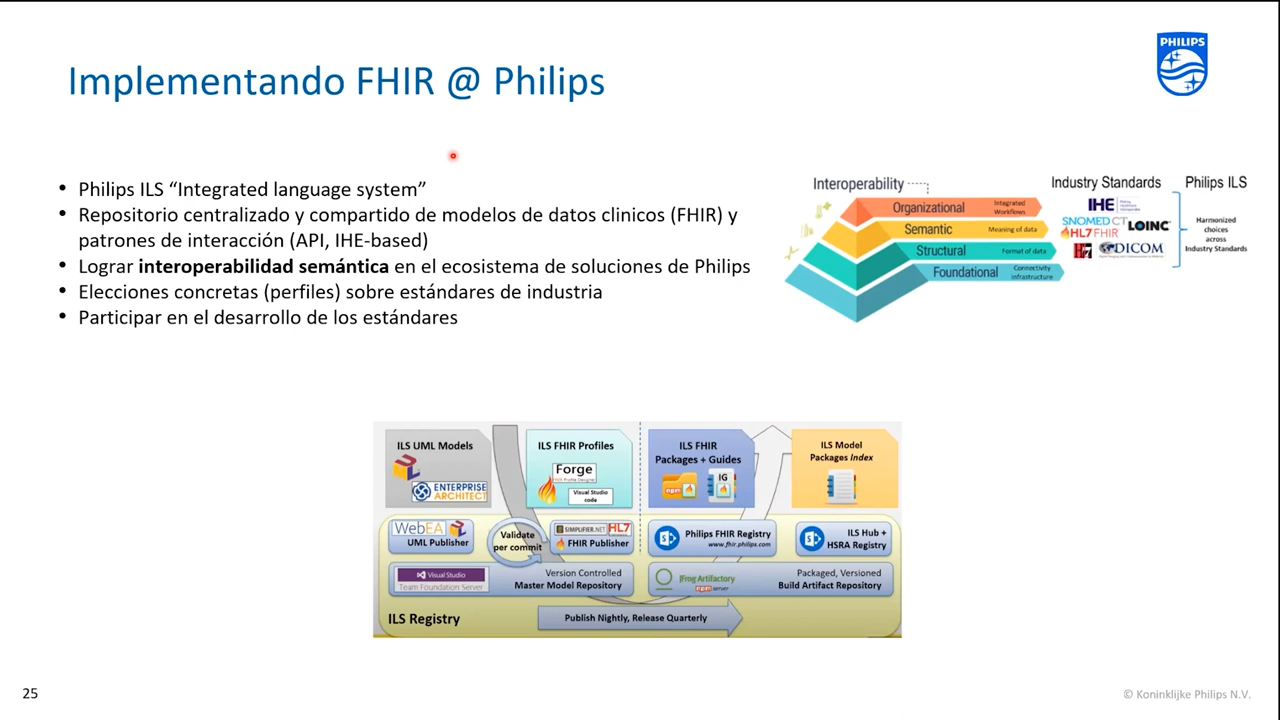 PHILIPS
Implementando FHIR @ Philips
• Philips ILS “Integrated language system”
• Repositorio centralizado y compartido de modelos de datos clinicos (FHIR) y
patrones de interacción (API, IHE-based)
• Lograr interoperabilidad semántica en el ecosistema de soluciones de Philips
• Elecciones concretas (perfiles) sobre estándares de industria
• Participar en el desarrollo de los estándares
Interoperability
Organizational
Integrated
Workflows
Semantic
Meaning of data
Structural
Format of data
Foundational
Connectivity
infrastructure
Industry Standards
IHE
SNOMED CT
LOINC
HL7 FHIR
HL7
DICOM
Philips ILS
Harmonized
choices
across
Industry Standards
ILS UML Models
ENTERPRISE
ARCHITECT
ILS FHIR Profiles
Forge
Visual Studio
code
ILS FHIR
Packages + Guides
npm
IG
ILS Model
Packages Index
WebEA
UML Publisher
Validate
per commit
SIMPLIFIER.NET
HL7
FHIR Publisher
Philips FHIR Registry
www.fhir.philips.com
ILS Hub +
HSRA Registry
Visual Studio
Team Foundation Server
Version Controlled
Master Model Repository
JFrog Artifactory
npm server
Packaged, Versioned
Build Artifact Repository
ILS Registry
Publish Nightly, Release Quarterly
25
© Koninklijke Philips N.V.